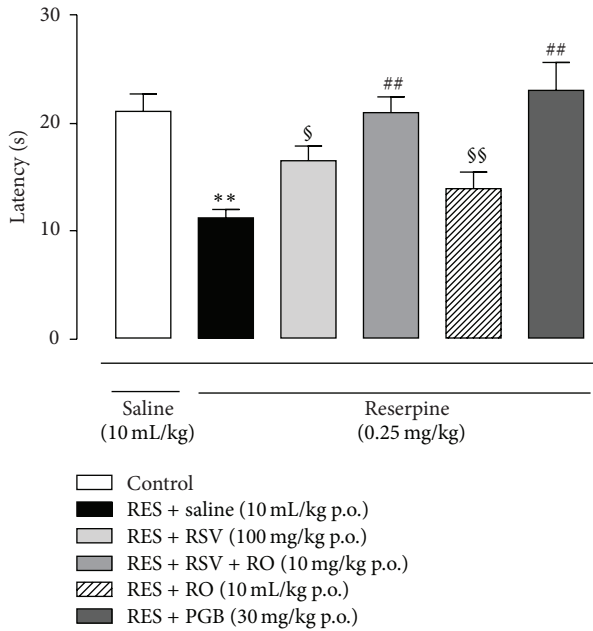 30
20
10
0
Latency (s)
**
§
##
§§
##
Saline
(10 mL/kg)
Reserpine
(0.25 mg/kg)
Control
RES + saline (10 mL/kg p.o.)
RES + RSV (100 mg/kg p.o.)
RES + RSV + RO (10 mg/kg p.o.)
RES + RO (10 mL/kg p.o.)
RES + PGB (30 mg/kg p.o.)